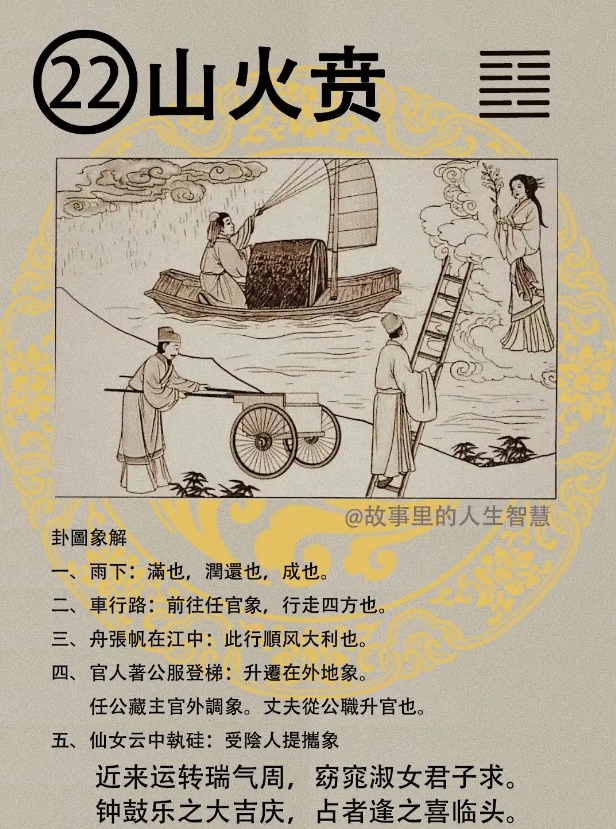 22 山火贲
@故事里的人生智慧
卦圖象解
一、雨下：滿也，潤還也，成也。
二、車行路：前往任官象，行走四方也。
三、舟張帆在江中：此行順风大利也。
四、官人著公服登梯：升遷在外地象。
任公藏主官外調象。丈夫從公職升官也。
五、仙女云中執硅：受陰人提攜象
近来运转瑞气周，窈窕淑女君子求。
钟鼓乐之大吉庆，占者逢之喜临头。